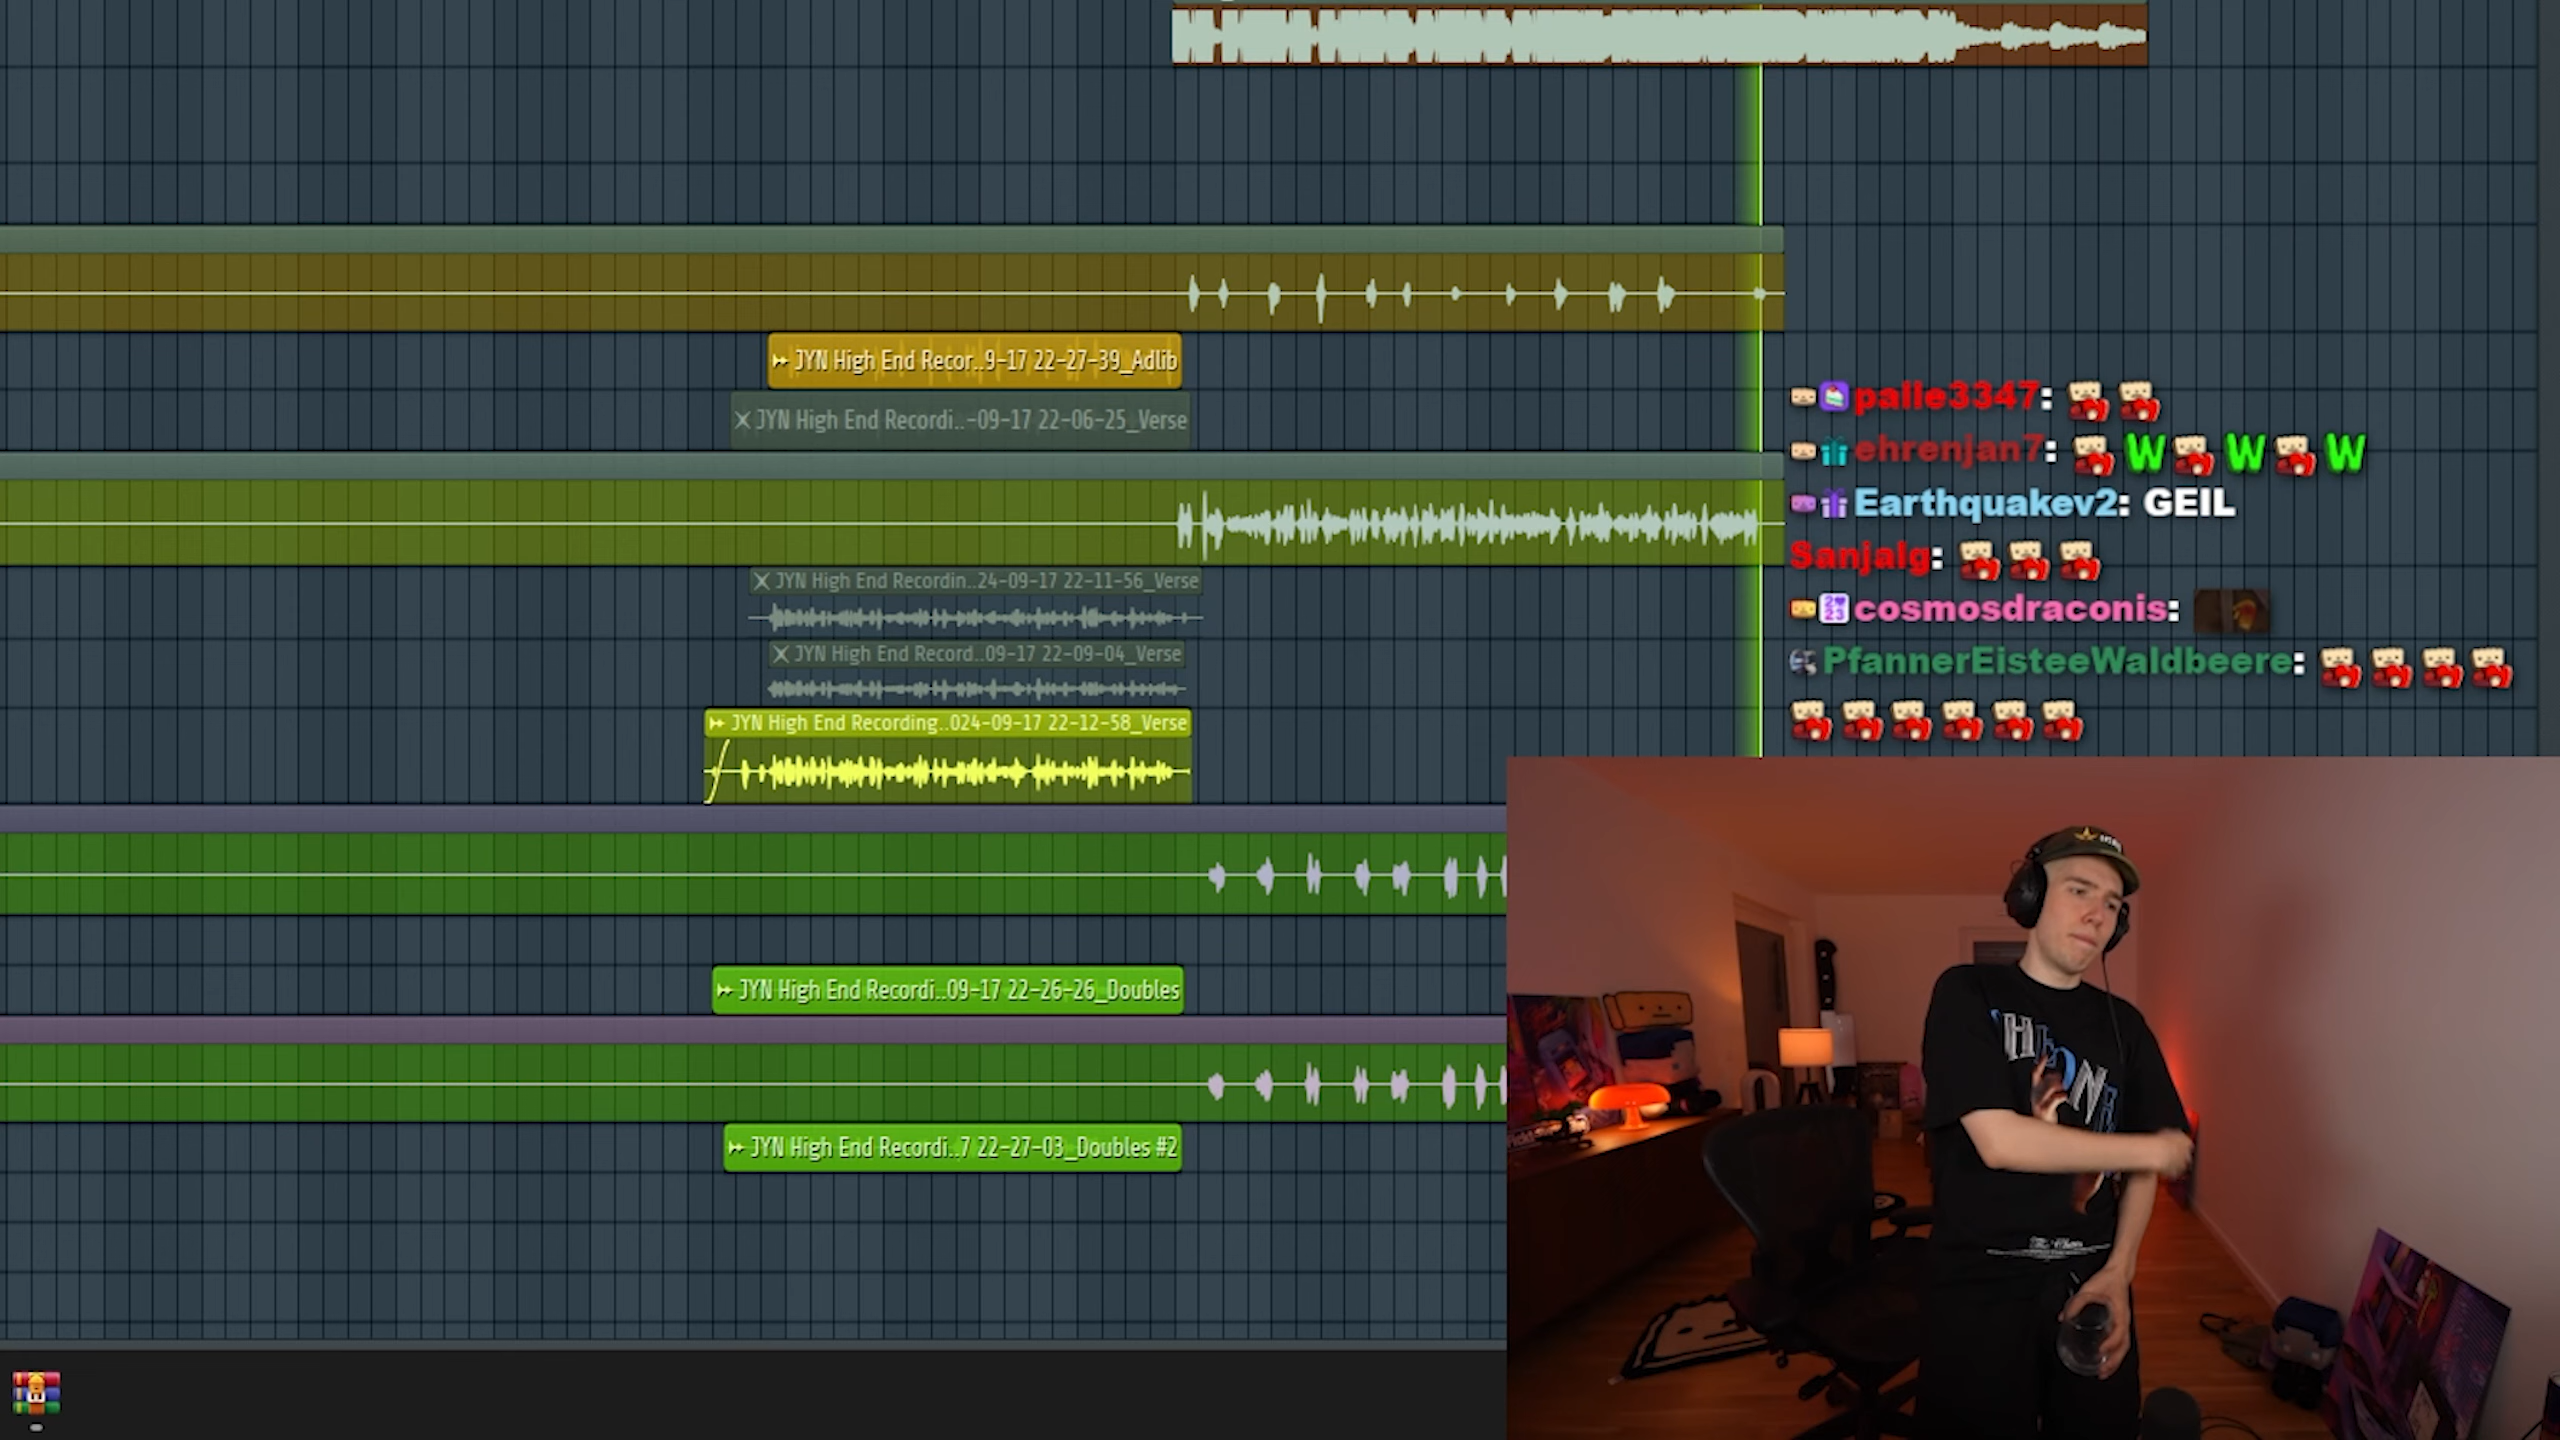 JYN High End Recor..9-17 22-27-39_Adlib
JYN High End Recordi..-09-17 22-06-25_Verse
palle3347:
ehrenjan7: W W W
Earthquakev2: GEIL
Sanjalg:
JYN High End Recordin..24-09-17 22-11-56_Verse
cosmosdraconis:
JYN High End Record..09-17 22-09-04_Verse
PfannerEisteeWaldbeere:
JYN High End Recording..024-09-17 22-12-58_Verse
JYN High End Recordi..09-17 22-26-26_Doubles
JYN High End Recordi..7 22-27-03_Doubles #2